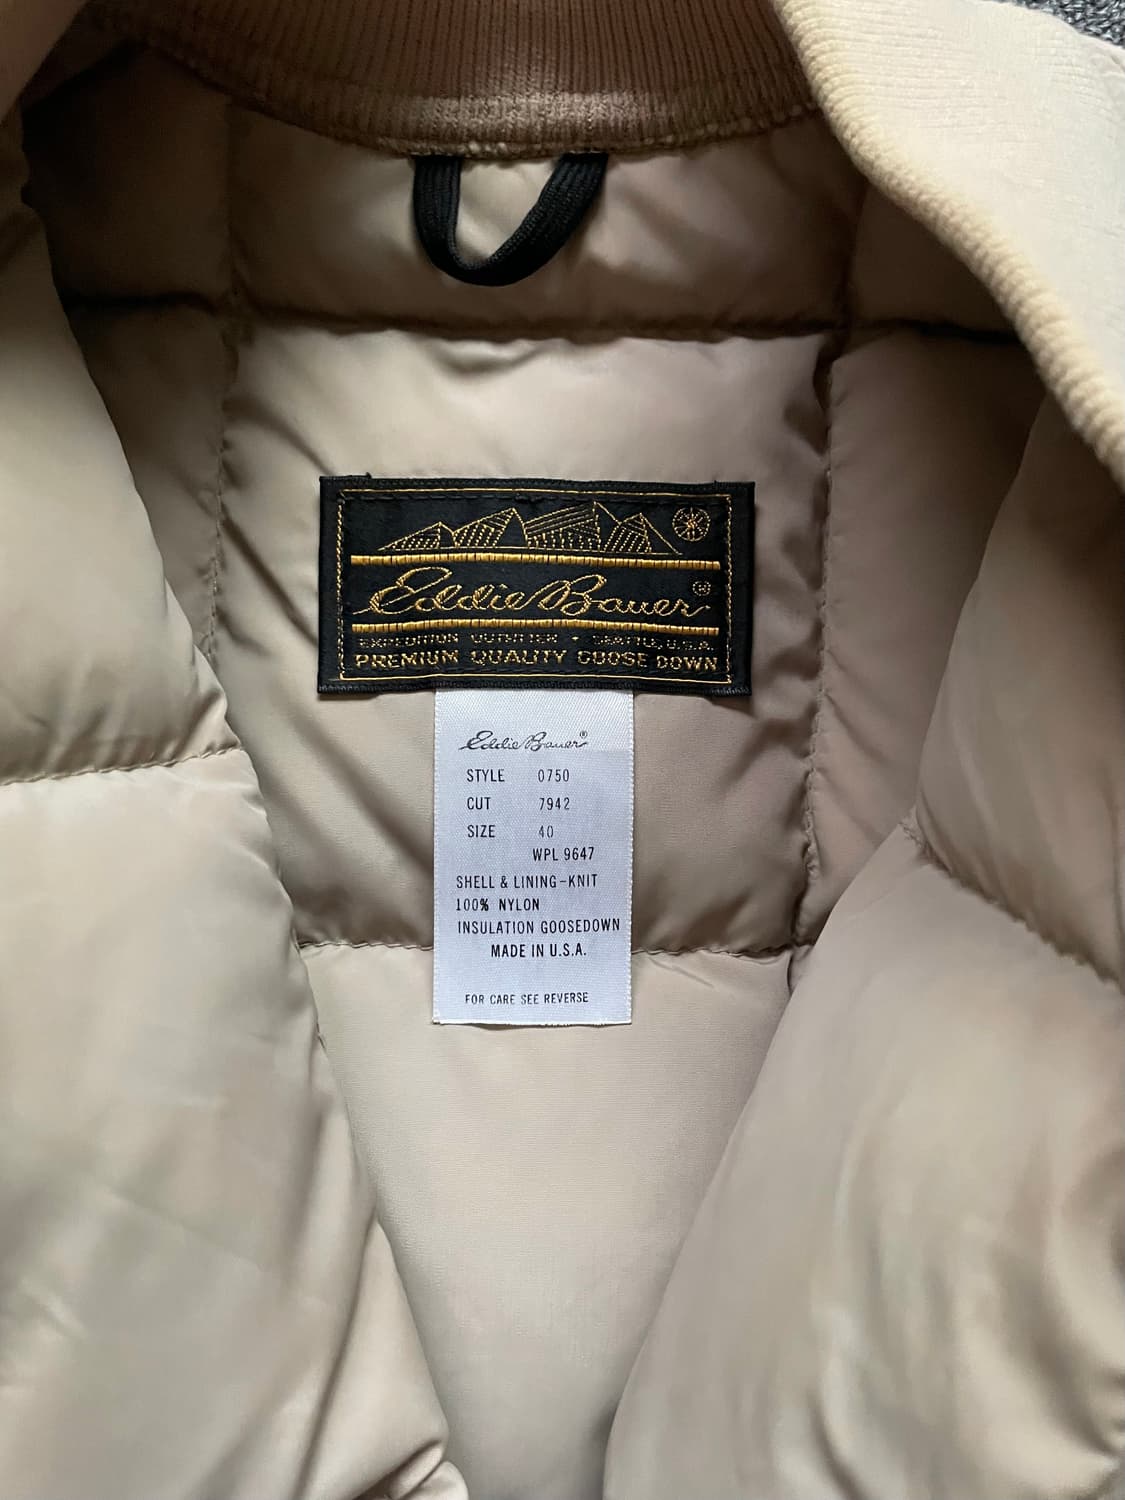 Eddie Bauer®
EXPEDITION OUTFITTER • SEATTLE, U.S.A.
PREMIUM QUALITY GOOSE DOWN
Eddie Bauer®
STYLE 0750
CUT 7942
SIZE 40
WPL 9647
SHELL & LINING-KNIT
100% NYLON
INSULATION GOOSEDOWN
MADE IN U.S.A.
FOR CARE SEE REVERSE